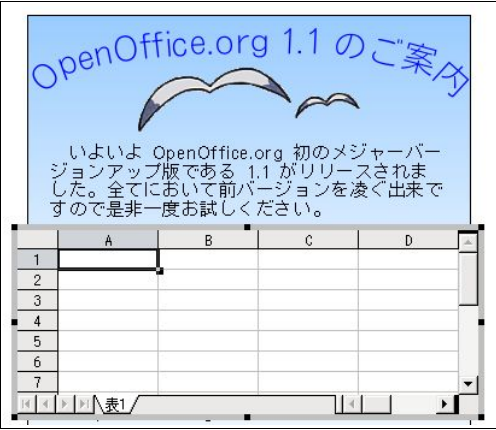 OpenOffice.org 1.1 のご案内
いよいよ OpenOffice.org 初のメジャーバー
ジョンアップ版である 1.1 がリリースされま
した。全てにおいて前バージョンを凌ぐ出来で
すので是非一度お試しください。
A B C D
1
2
3
4
5
6
7
表1